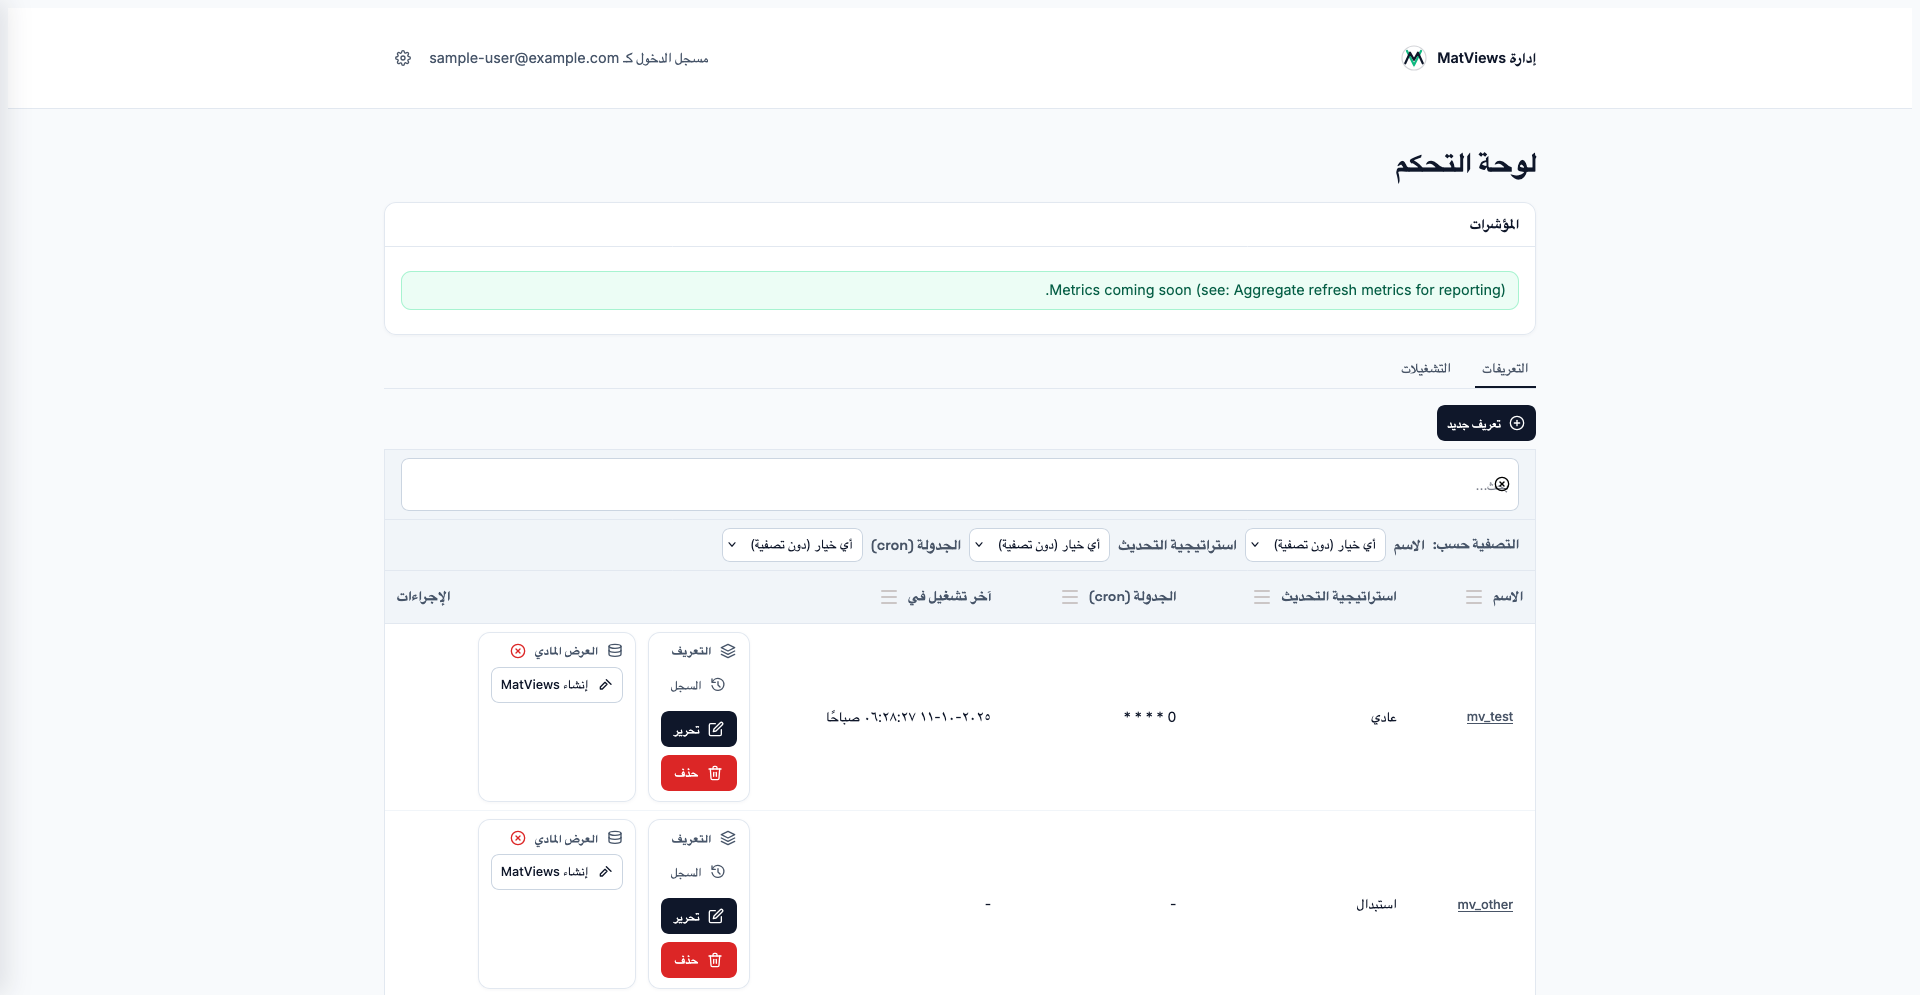 إدارة MatViews
مسجل الدخول كـ sample-user@example.com
لوحة التحكم
المؤشرات
Metrics coming soon (see: Aggregate refresh metrics for reporting).
التعريفات
التشغيلات
تعريف جديد
التصفية حسب: الاسم أي خيار (دون تصفية) استراتيجية التحديث أي خيار (دون تصفية) الجدولة (cron) أي خيار (دون تصفية)
الاسم استراتيجية التحديث الجدولة (cron) آخر تشغيل في الإجراءات
mv_test عادي 0 * * * * ٢٠٢٥-١٠-١١ ٠٦:٢٨:٢٧ صباحًا
التعريف
السجل
تحرير
حذف
العرض المادي
إنشاء MatViews
mv_other استبدال - -
التعريف
السجل
تحرير
حذف
العرض المادي
إنشاء MatViews